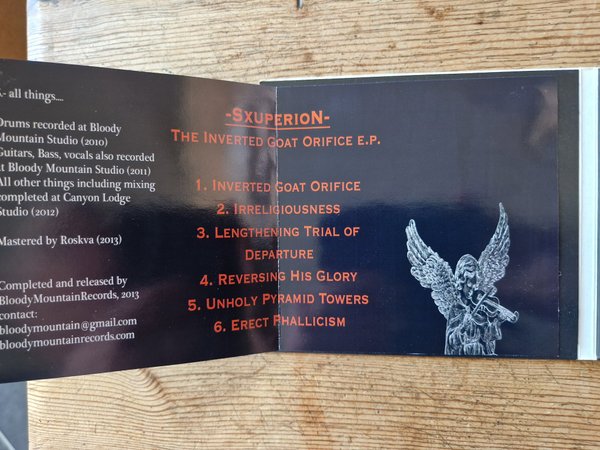 .- all things....
Drums recorded at Bloody
Mountain Studio (2010)
Guitars, Bass, vocals also recorded
at Bloody Mountain Studio (2011)
All other things including mixing
completed at Canyon Lodge
Studio (2012)
Mastered by Roskva (2013)
Completed and released by
BloodyMountainRecords, 2013
contact:
bloodymountain@gmail.com
bloodymountainrecords.com
-SxuperioN-
The Inverted Goat Orifice E.P.
1. Inverted Goat Orifice
2. Irreligiousness
3. Lengthening Trial of
Departure
4. Reversing His Glory
5. Unholy Pyramid Towers
6. Erect Phallicism